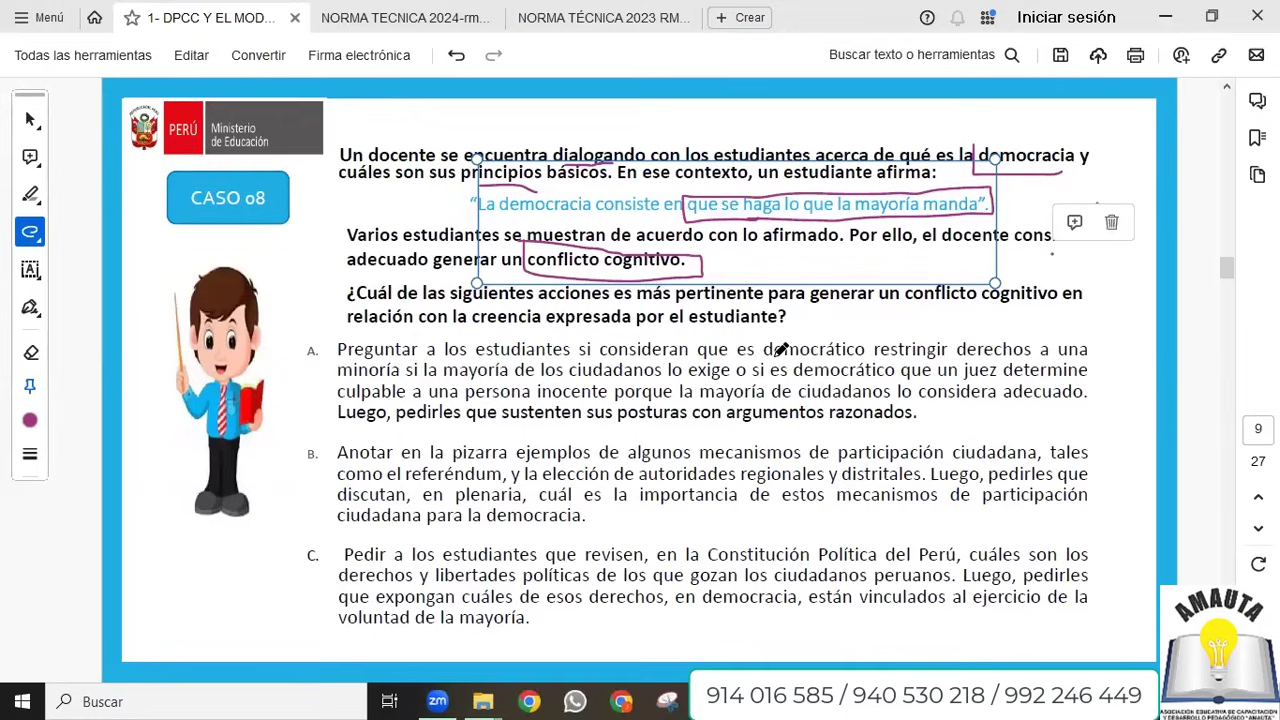 Menú
1- DPCC Y EL MOD...
NORMA TECNICA 2024-rm...
NORMA TÉCNICA 2023 RM...
Crear
Iniciar sesión
Todas las herramientas
Editar
Convertir
Firma electrónica
Buscar texto o herramientas
PERÚ
Ministerio
de Educación
CASO o8
Un docente se encuentra dialogando con los estudiantes acerca de qué es la democracia y
cuáles son sus principios básicos. En ese contexto, un estudiante afirma:
“La democracia consiste en que se haga lo que la mayoría manda”.
Varios estudiantes se muestran de acuerdo con lo afirmado. Por ello, el docente cons
adecuado generar un conflicto cognitivo.
¿Cuál de las siguientes acciones es más pertinente para generar un conflicto cognitivo en
relación con la creencia expresada por el estudiante?
A. Preguntar a los estudiantes si consideran que es democrático restringir derechos a una
minoría si la mayoría de los ciudadanos lo exige o si es democrático que un juez determine
culpable a una persona inocente porque la mayoría de ciudadanos lo considera adecuado.
Luego, pedirles que sustenten sus posturas con argumentos razonados.
B. Anotar en la pizarra ejemplos de algunos mecanismos de participación ciudadana, tales
como el referéndum, y la elección de autoridades regionales y distritales. Luego, pedirles que
discutan, en plenaria, cuál es la importancia de estos mecanismos de participación
ciudadana para la democracia.
C. Pedir a los estudiantes que revisen, en la Constitución Política del Perú, cuáles son los
derechos y libertades políticas de los que gozan los ciudadanos peruanos. Luego, pedirles
que expongan cuáles de esos derechos, en democracia, están vinculados al ejercicio de la
voluntad de la mayoría.
9
27
AMAUTA
Buscar
zm
914 016 585 / 940 530 218 / 992 246 449
ASOCIACIÓN EDUCATIVA DE CAPACITACIÓN
Y DESARROLLO PEDAGÓGICO "AMAUTA"